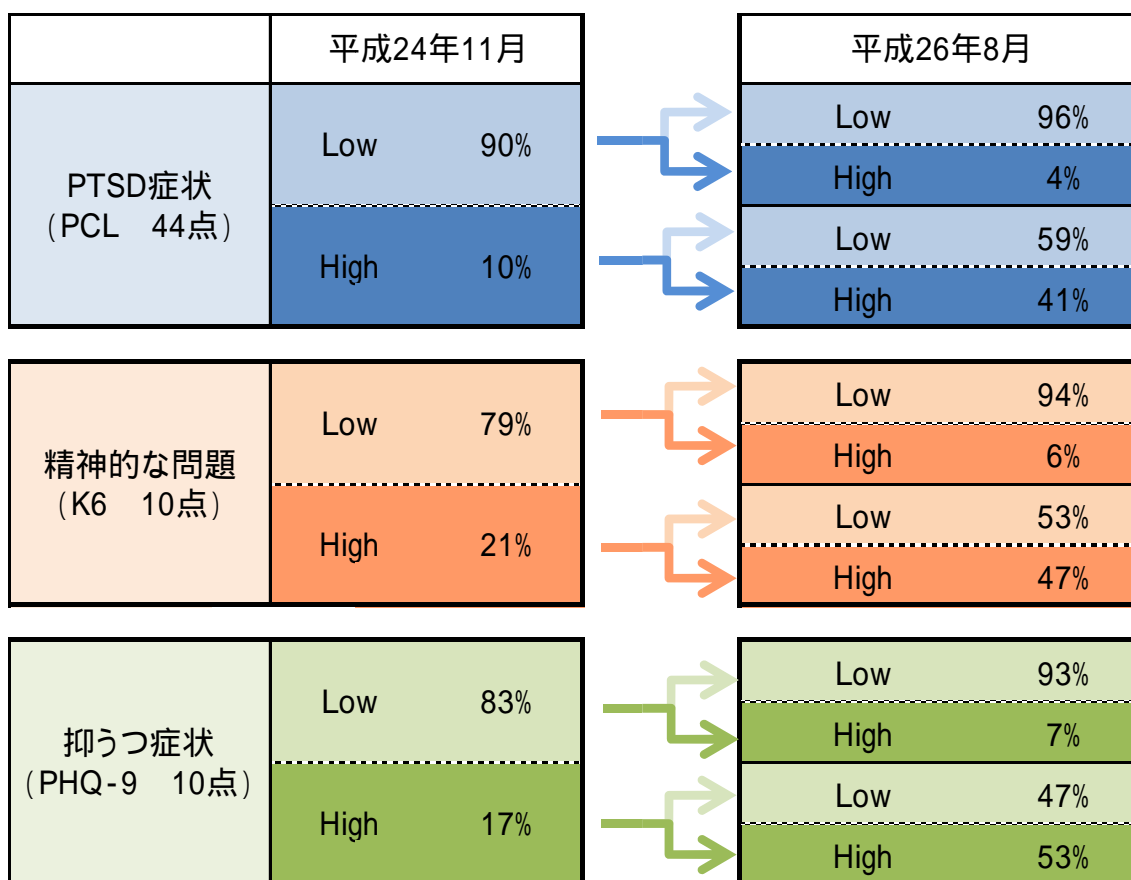 平成24年11月
平成26年8月
PTSD症状
(PCL　44点)
Low 90%
High 10%
Low 96%
High 4%
Low 59%
High 41%
精神的な問題
(K6　10点)
Low 79%
High 21%
Low 94%
High 6%
Low 53%
High 47%
抑うつ症状
(PHQ-9　10点)
Low 83%
High 17%
Low 93%
High 7%
Low 47%
High 53%